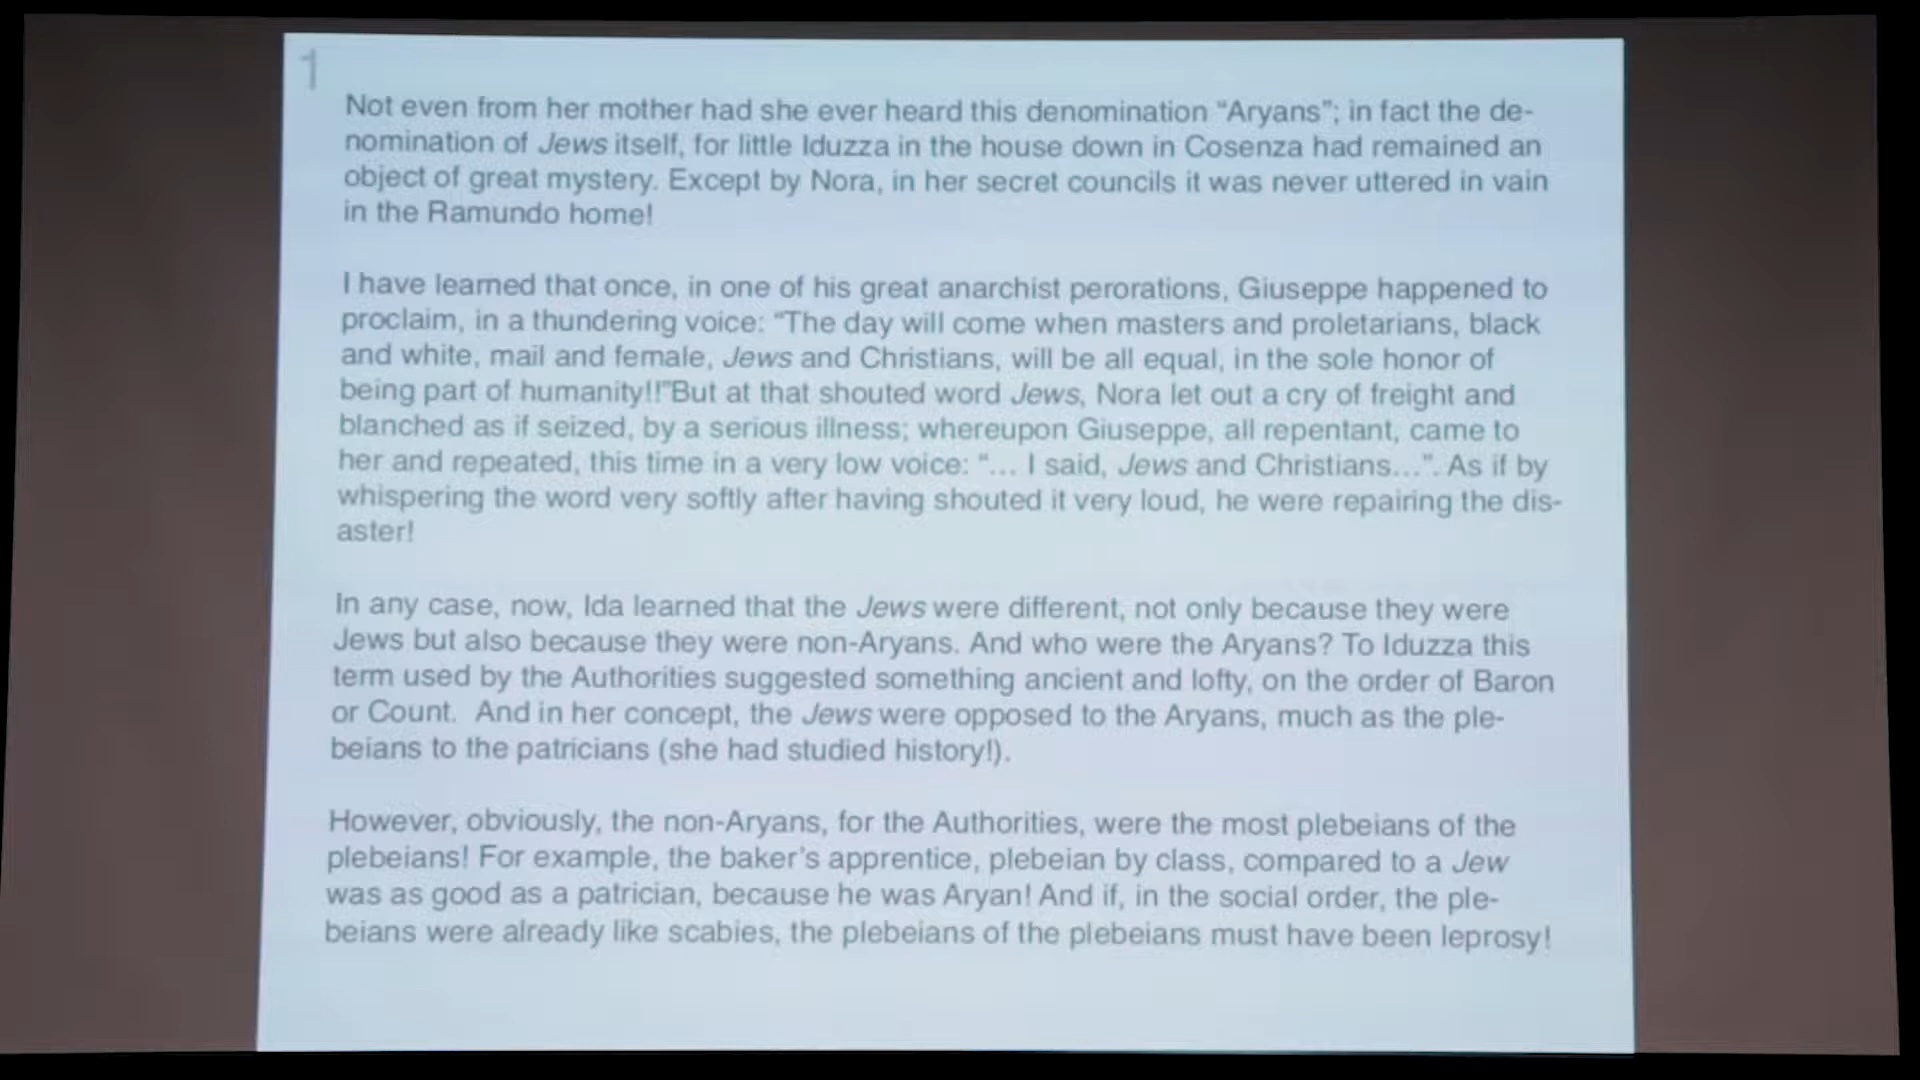 1
Not even from her mother had she ever heard this denomination “Aryans”; in fact the de-
nomination of Jews itself, for little Iduzza in the house down in Cosenza had remained an
object of great mystery. Except by Nora, in her secret councils it was never uttered in vain
in the Ramundo home!
I have learned that once, in one of his great anarchist perorations, Giuseppe happened to
proclaim, in a thundering voice: “The day will come when masters and proletarians, black
and white, mail and female, Jews and Christians, will be all equal, in the sole honor of
being part of humanity!!”But at that shouted word Jews, Nora let out a cry of freight and
blanched as if seized, by a serious illness; whereupon Giuseppe, all repentant, came to
her and repeated, this time in a very low voice: “... I said, Jews and Christians...”. As if by
whispering the word very softly after having shouted it very loud, he were repairing the dis-
aster!
In any case, now, Ida learned that the Jews were different, not only because they were
Jews but also because they were non-Aryans. And who were the Aryans? To Iduzza this
term used by the Authorities suggested something ancient and lofty, on the order of Baron
or Count.  And in her concept, the Jews were opposed to the Aryans, much as the ple-
beians to the patricians (she had studied history!).
However, obviously, the non-Aryans, for the Authorities, were the most plebeians of the
plebeians! For example, the baker’s apprentice, plebeian by class, compared to a Jew
was as good as a patrician, because he was Aryan! And if, in the social order, the ple-
beians were already like scabies, the plebeians of the plebeians must have been leprosy!